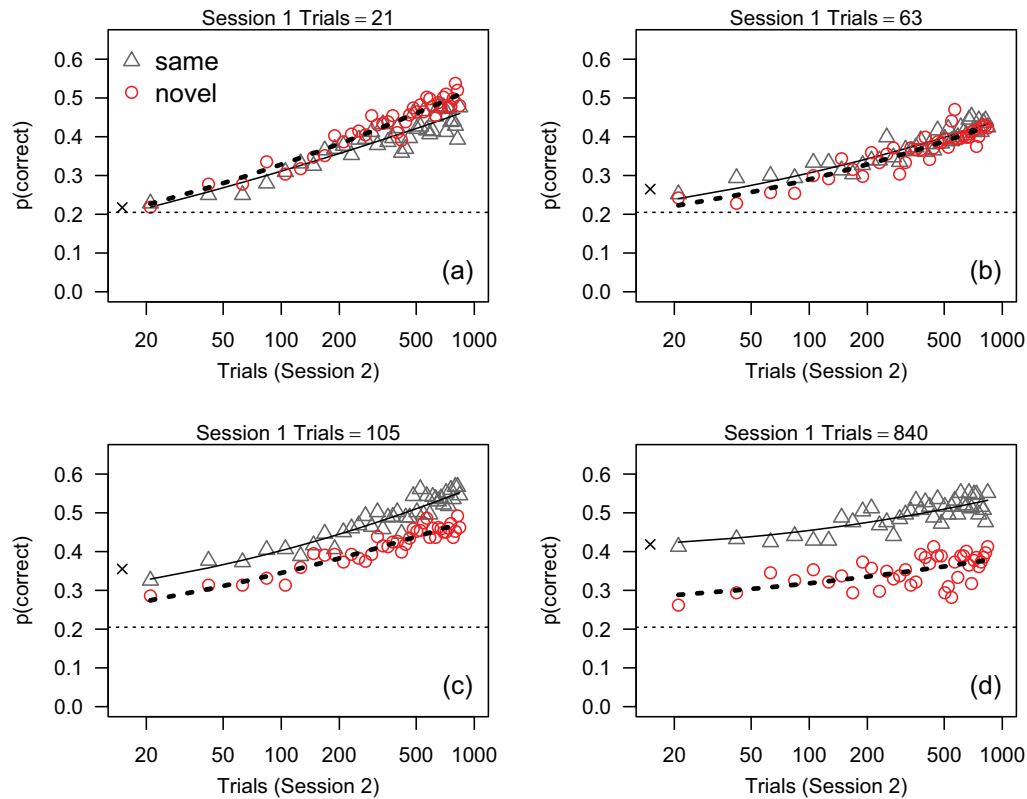 Session 1 Trials = 21
p(correct)
0.6
0.5
0.4
0.3
0.2
0.1
0.0
same
novel
(a)
20 50 100 200 500 1000
Trials (Session 2)
Session 1 Trials = 63
p(correct)
0.6
0.5
0.4
0.3
0.2
0.1
0.0
(b)
20 50 100 200 500 1000
Trials (Session 2)
Session 1 Trials = 105
p(correct)
0.6
0.5
0.4
0.3
0.2
0.1
0.0
(c)
20 50 100 200 500 1000
Trials (Session 2)
Session 1 Trials = 840
p(correct)
0.6
0.5
0.4
0.3
0.2
0.1
0.0
(d)
20 50 100 200 500 1000
Trials (Session 2)